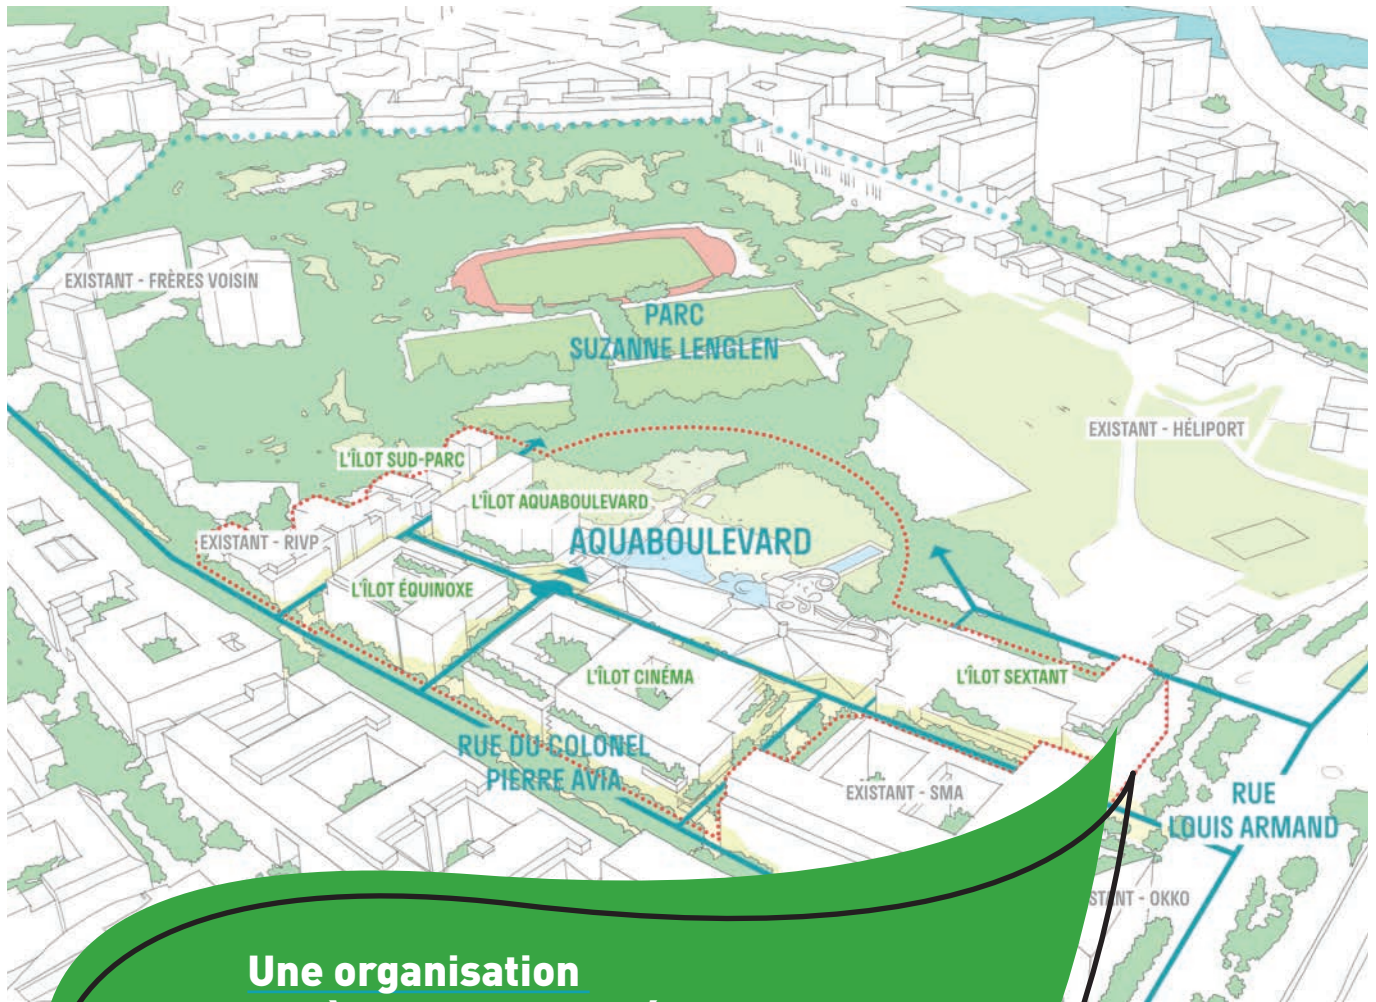 EXISTANT - FRÈRES VOISIN
PARC
SUZANNE LENGLEN
EXISTANT - HÉLIPORT
L'ÎLOT SUD-PARC
L'ÎLOT AQUABOULEVARD
EXISTANT - RIVP
AQUABOULEVARD
L'ÎLOT ÉQUINOXE
L'ÎLOT CINÉMA
L'ÎLOT SEXTANT
RUE DU COLONEL
PIERRE AVIA
EXISTANT - SMA
RUE
LOUIS ARMAND
STANT - OKKO
Une organisation